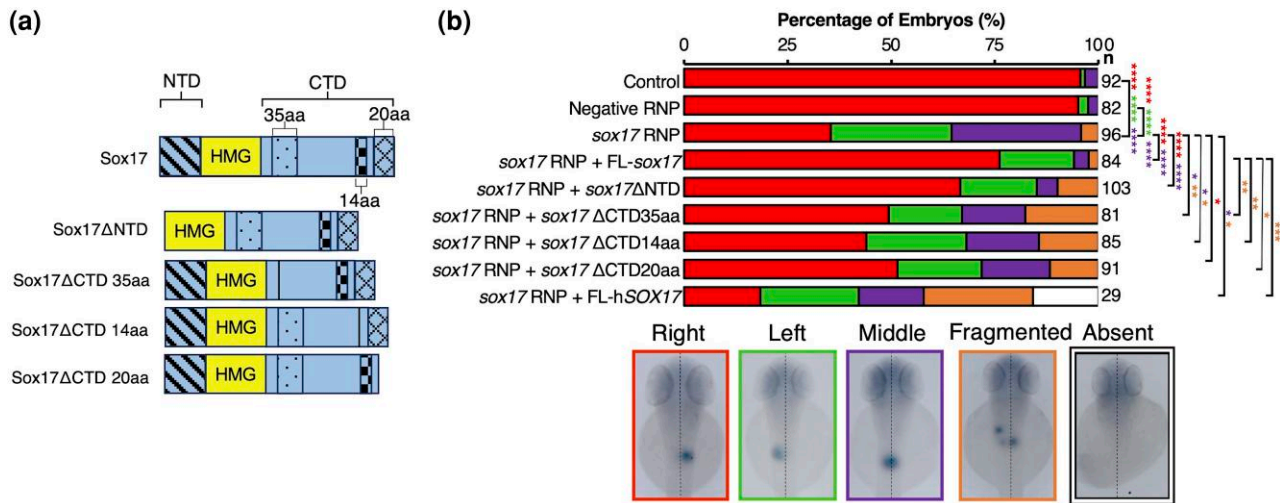 (a)
NTD
CTD
35aa
20aa
Sox17
HMG
14aa
Sox17ΔNTD
HMG
Sox17ΔCTD 35aa
HMG
Sox17ΔCTD 14aa
HMG
Sox17ΔCTD 20aa
HMG
(b)
Percentage of Embryos (%)
0 25 50 75 100
n
Control 92
Negative RNP 82
sox17 RNP 96
sox17 RNP + FL-sox17 84
sox17 RNP + sox17ΔNTD 103
sox17 RNP + sox17 ΔCTD35aa 81
sox17 RNP + sox17 ΔCTD14aa 85
sox17 RNP + sox17 ΔCTD20aa 91
sox17 RNP + FL-hSOX17 29
Right Left Middle Fragmented Absent